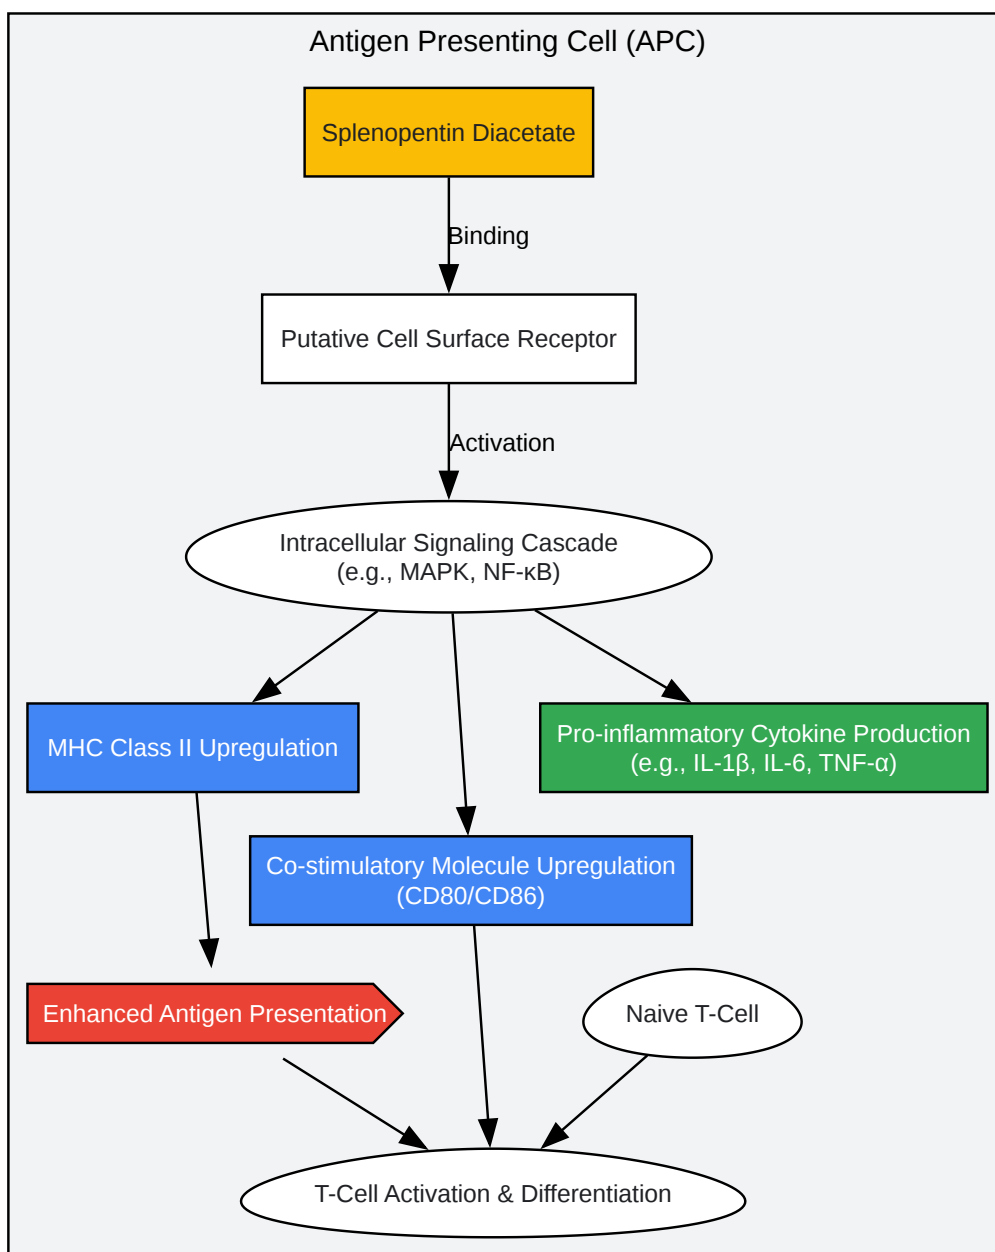 Antigen Presenting Cell (APC)
Splenopentin Diacetate
Binding
Putative Cell Surface Receptor
Activation
Intracellular Signaling Cascade
(e.g., MAPK, NF-κB)
MHC Class II Upregulation
Pro-inflammatory Cytokine Production
(e.g., IL-1β, IL-6, TNF-α)
Co-stimulatory Molecule Upregulation
(CD80/CD86)
Enhanced Antigen Presentation
Naive T-Cell
T-Cell Activation & Differentiation